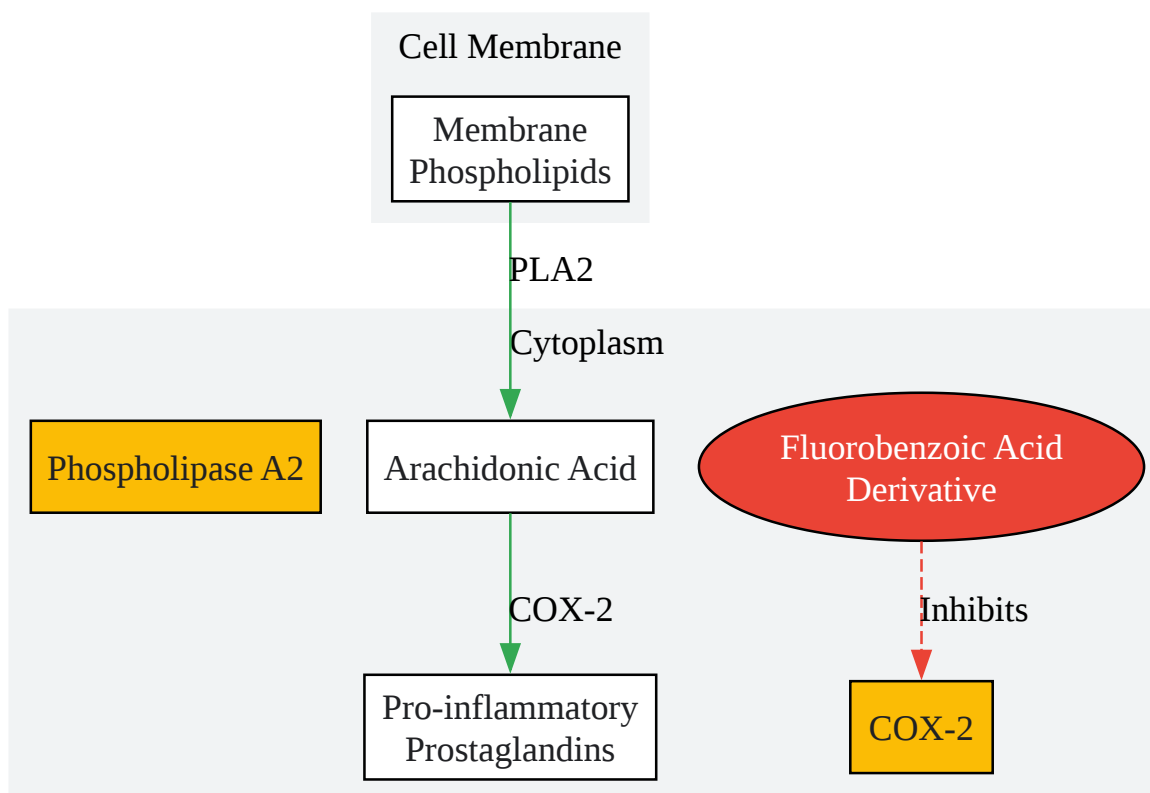 Cell Membrane
Membrane
Phospholipids
PLA2
Cytoplasm
Phospholipase A2
Arachidonic Acid
Fluorobenzoic Acid
Derivative
COX-2
Inhibits
Pro-inflammatory
Prostaglandins
COX-2